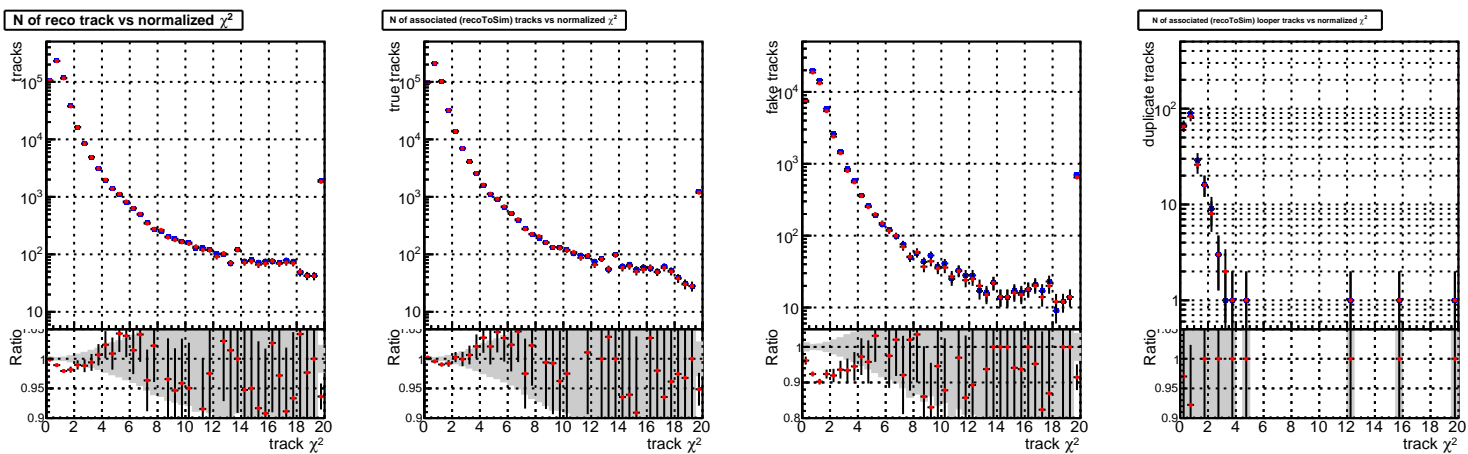 N of reco track vs normalized χ²
tracks
10⁵
10⁴
10³
10²
10
Ratio
1.05
1
0.95
0.9
0 2 4 6 8 10 12 14 16 18 20
track χ²
N of associated (recoToSim) tracks vs normalized χ²
true tracks
10⁵
10⁴
10³
10²
10
Ratio
1.05
1
0.95
0.9
0 2 4 6 8 10 12 14 16 18 20
track χ²
fake tracks
10⁴
10³
10²
10
Ratio
1
0.9
0.8
0 2 4 6 8 10 12 14 16 18 20
track χ²
N of associated (recoToSim) looper tracks vs normalized χ²
duplicate tracks
10²
10
1
Ratio
1.05
1
0.95
0.9
0 2 4 6 8 10 12 14 16 18 20
track χ²